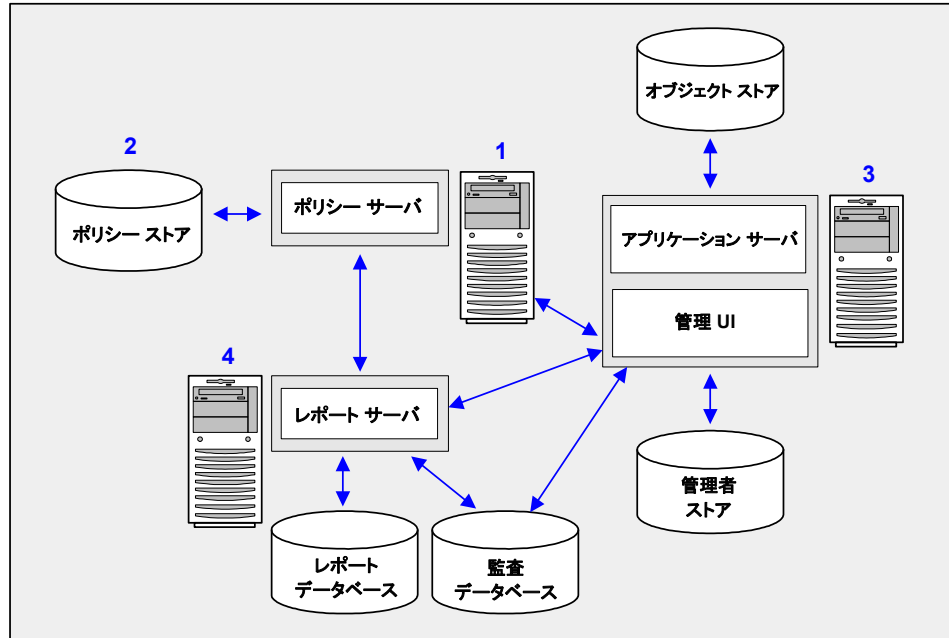 オブジェクト ストア
2
1
3
ポリシー ストア
ポリシー サーバ
アプリケーション サーバ
管理 UI
4
レポート サーバ
管理者
ストア
レポート
データベース
監査
データベース